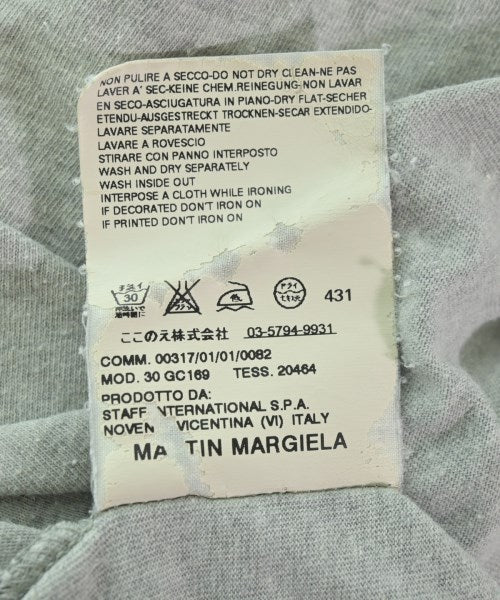 NON PULIRE A SECCO-DO NOT DRY CLEAN-NE PAS
LAVER A' SEC-KEINE CHEM.REINEGUNG-NON LAVAR
EN SECO-ASCIUGATURA IN PIANO-DRY FLAT-SECHER
ETENDU-AUSGESTRECKT TROCKNEN-SECAR EXTENDIDO-
LAVARE SEPARATAMENTE
LAVARE A ROVESCIO
STIRARE CON PANNO INTERPOSTO
WASH AND DRY SEPARATELY
WASH INSIDE OUT
INTERPOSE A CLOTH WHILE IRONING
IF DECORATED DON'T IRON ON
IF PRINTED DON'T IRON ON
30 431
ここのえ株式会社 03-5794-9931
COMM. 00317/01/01/0082
MOD. 30 GC169 TESS. 20464
PRODOTTO DA:
STAFF INTERNATIONAL S.P.A.
NOVEN VICENTINA (VI) ITALY
MA TIN MARGIELA